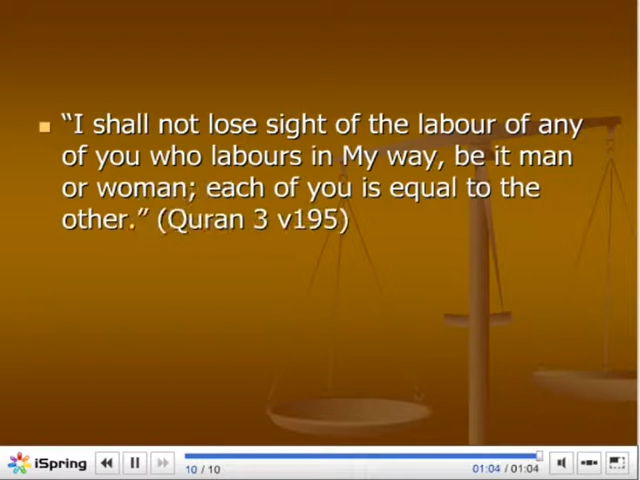 “I shall not lose sight of the labour of any
of you who labours in My way, be it man
or woman; each of you is equal to the
other.” (Quran 3 v195)
iSpring
10 / 10
01:04 / 01:04